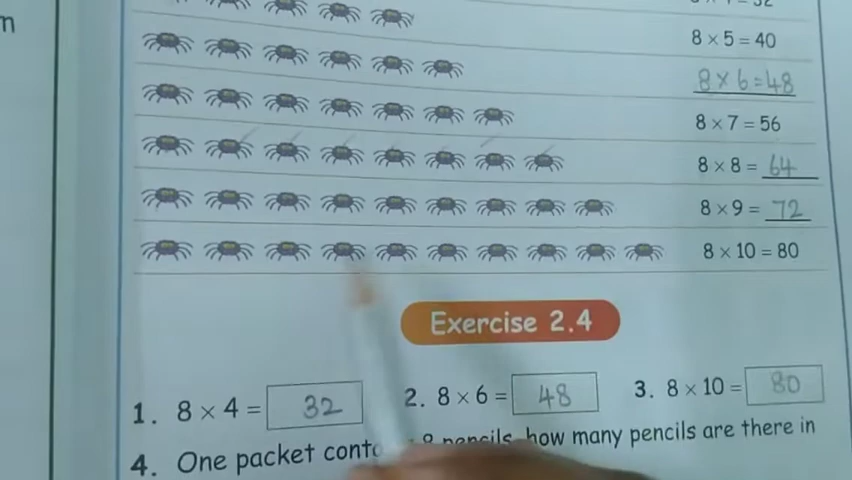 m
32
8 × 5 = 40
8 × 6 = 48
8 × 7 = 56
8 × 8 = 64
8 × 9 = 72
8 × 10 = 80
Exercise 2.4
1. 8 × 4 = 32 2. 8 × 6 = 48 3. 8 × 10 = 80
4. One packet 8 pencils, how many pencils are there in